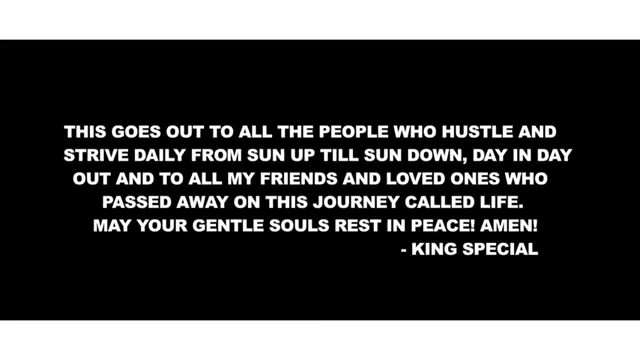 THIS GOES OUT TO ALL THE PEOPLE WHO HUSTLE AND
STRIVE DAILY FROM SUN UP TILL SUN DOWN, DAY IN DAY
OUT AND TO ALL MY FRIENDS AND LOVED ONES WHO
PASSED AWAY ON THIS JOURNEY CALLED LIFE.
MAY YOUR GENTLE SOULS REST IN PEACE! AMEN!
- KING SPECIAL